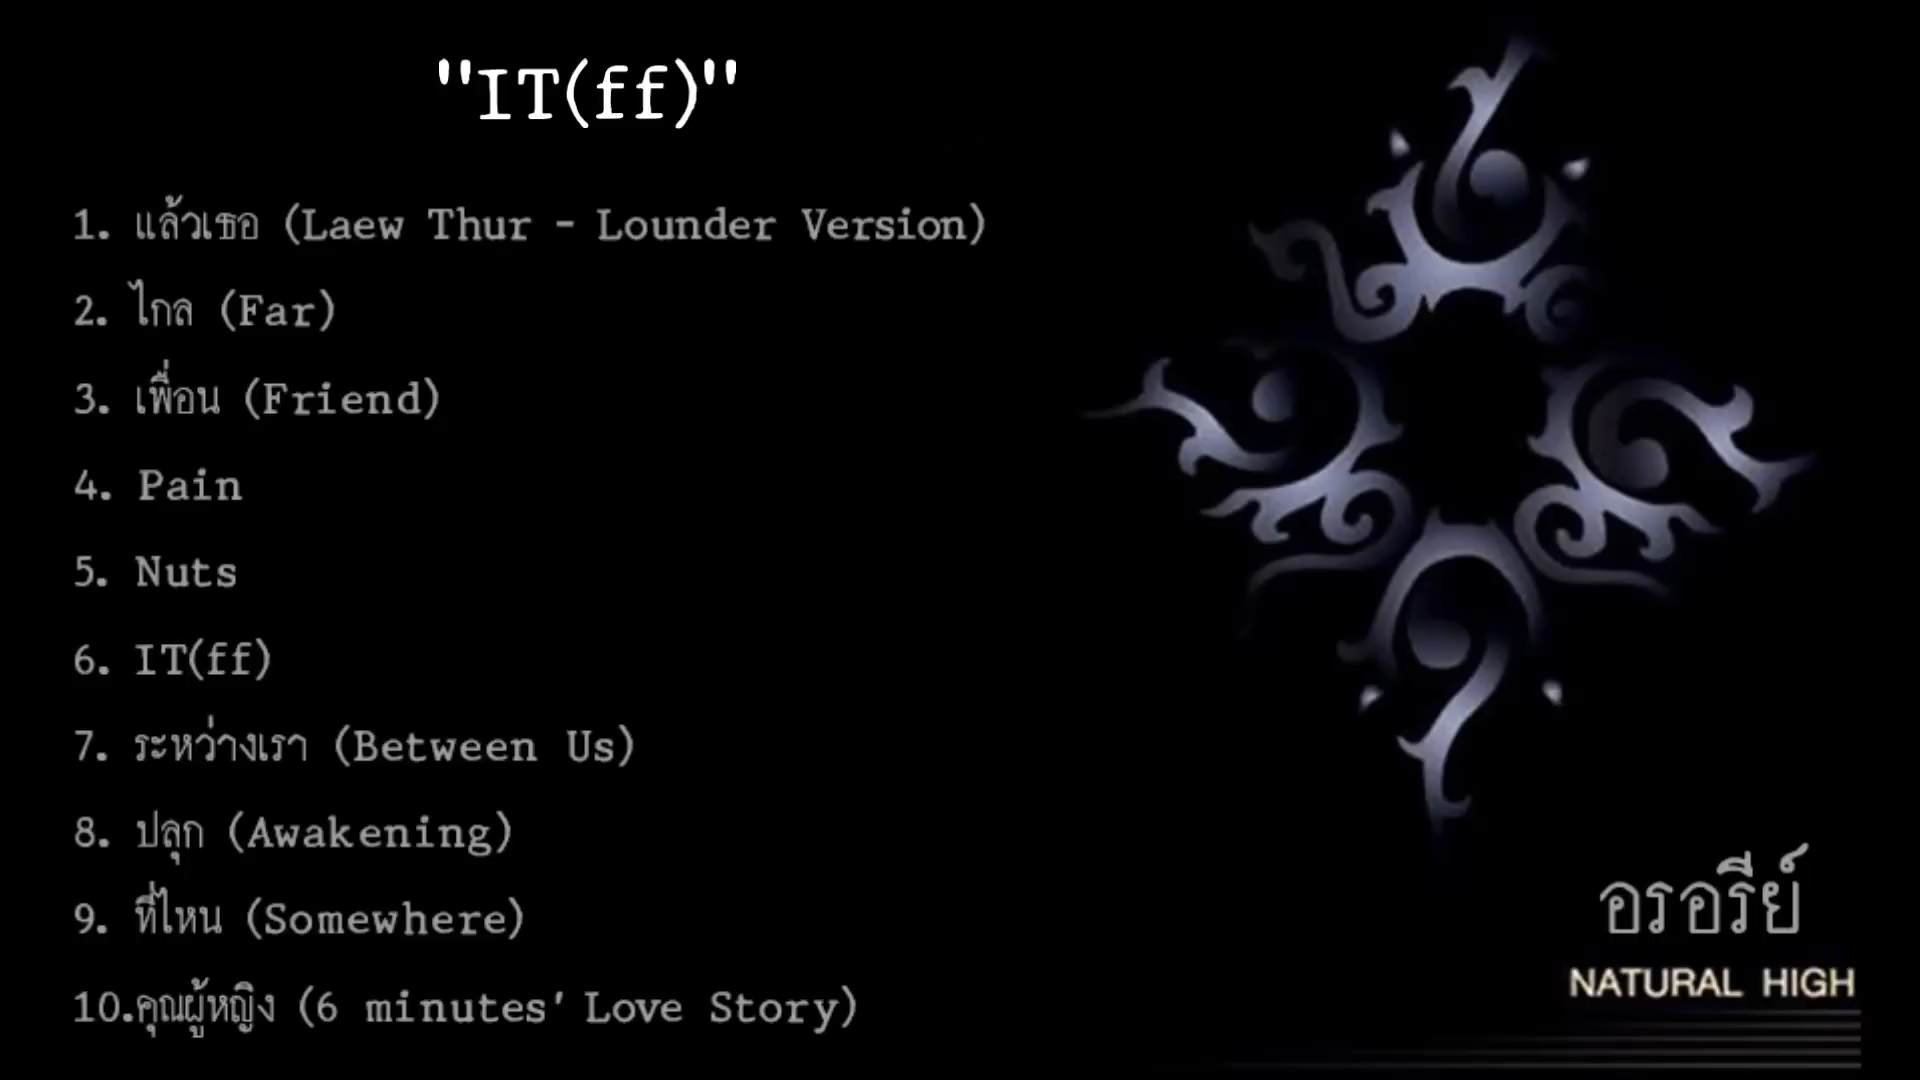 "IT(ff)"
1. แล้วเธอ (Laew Thur - Lounder Version)
2. ไกล (Far)
3. เพื่อน (Friend)
4. Pain
5. Nuts
6. IT(ff)
7. ระหว่างเรา (Between Us)
8. ปลุก (Awakening)
9. ที่ไหน (Somewhere)
10.คุณผู้หญิง (6 minutes' Love Story)
อรอรีย์
NATURAL HIGH